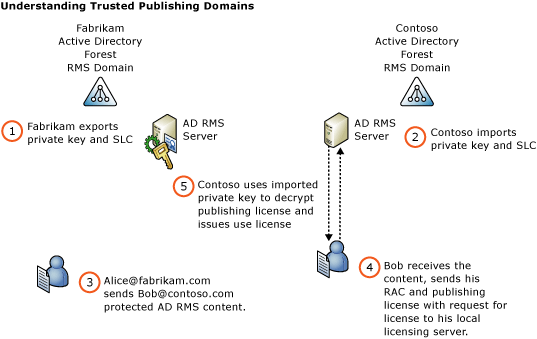 Understanding Trusted Publishing Domains
Fabrikam
Active Directory
Forest
RMS Domain
Contoso
Active Directory
Forest
RMS Domain
1
Fabrikam exports
private key and SLC
AD RMS
Server
AD RMS
Server
2
Contoso imports
private key and SLC
5
Contoso uses imported
private key to decrypt
publishing license and
issues use license
3
Alice@fabrikam.com
sends Bob@contoso.com
protected AD RMS content.
4
Bob receives the
content, sends his
RAC and publishing
license with request for
license to his local
licensing server.